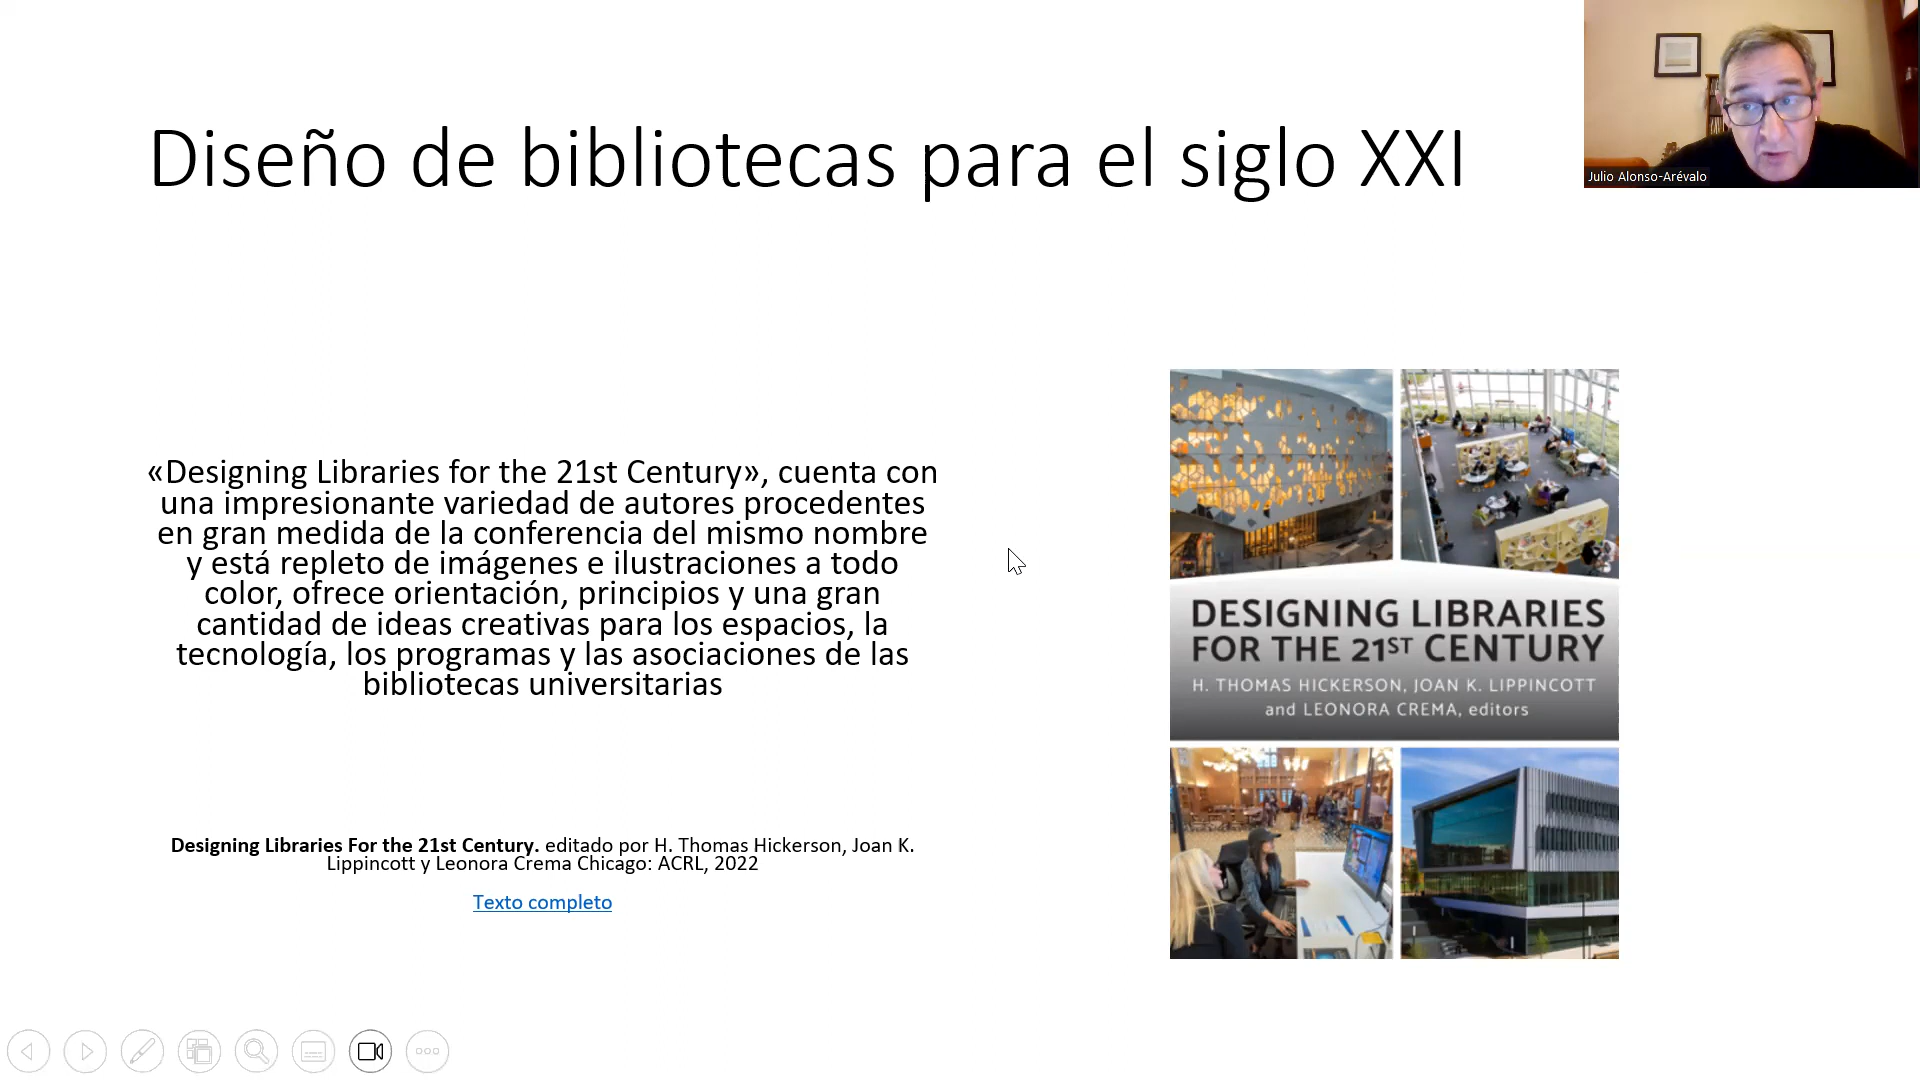 Diseño de bibliotecas para el siglo XXI
Julio Alonso-Arévalo
«Designing Libraries for the 21st Century», cuenta con
una impresionante variedad de autores procedentes
en gran medida de la conferencia del mismo nombre
y está repleto de imágenes e ilustraciones a todo
color, ofrece orientación, principios y una gran
cantidad de ideas creativas para los espacios, la
tecnología, los programas y las asociaciones de las
bibliotecas universitarias
Designing Libraries For the 21st Century. editado por H. Thomas Hickerson, Joan K.
Lippincott y Leonora Crema Chicago: ACRL, 2022
Texto completo
DESIGNING LIBRARIES
FOR THE 21ST CENTURY
H. THOMAS HICKERSON, JOAN K. LIPPINCOTT
and LEONORA CREMA, editors